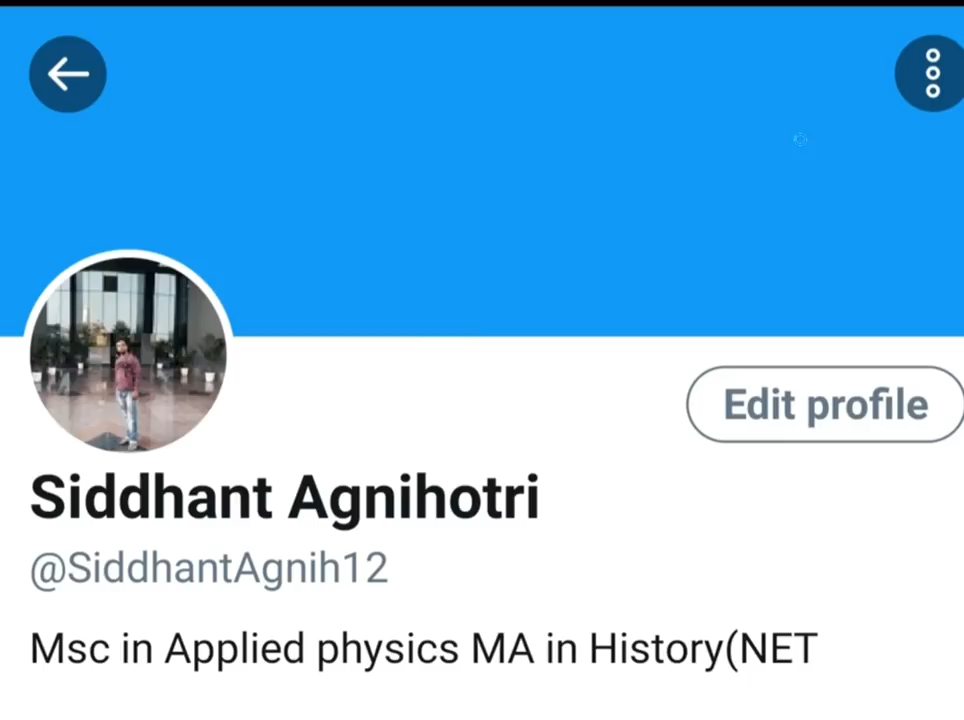 Edit profile
Siddhant Agnihotri
@SiddhantAgnih12
Msc in Applied physics MA in History(NET